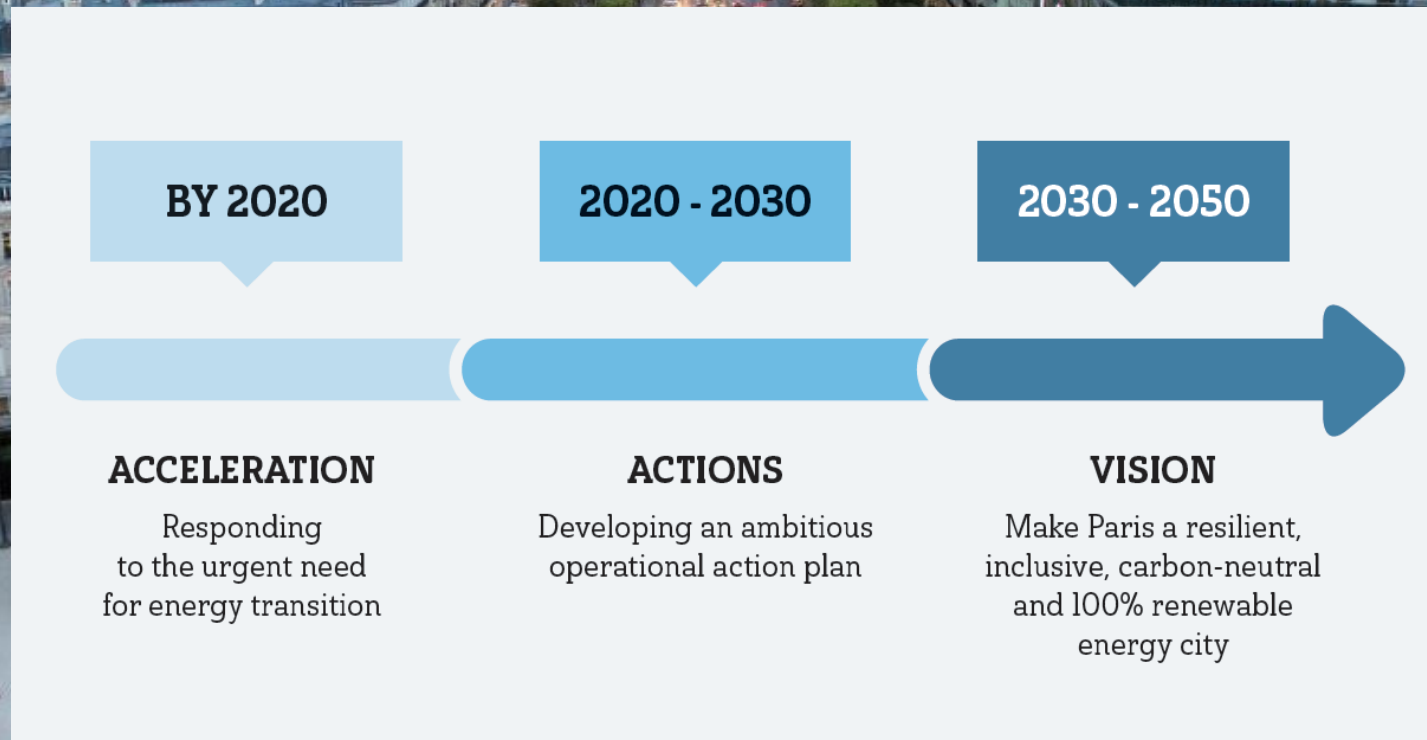 BY 2020
2020 - 2030
2030 - 2050
ACCELERATION
Responding
to the urgent need
for energy transition
ACTIONS
Developing an ambitious
operational action plan
VISION
Make Paris a resilient,
inclusive, carbon-neutral
and 100% renewable
energy city